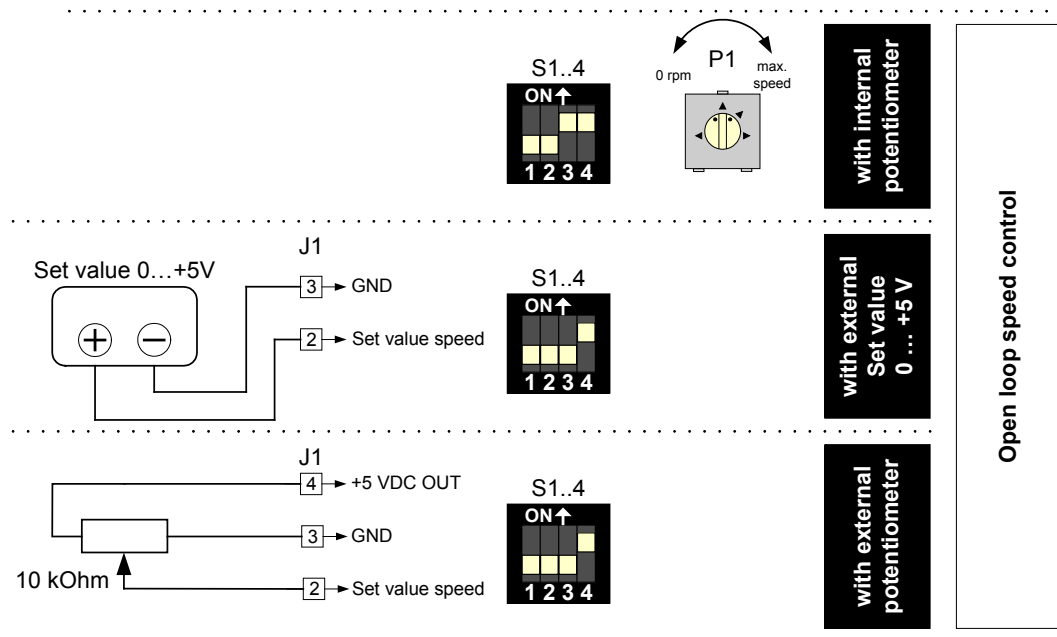 S1..4
ON
1 2 3 4
P1
0 rpm
max.
speed
with internal
potentiometer
Set value 0…+5V
J1
3
GND
2
Set value speed
S1..4
ON
1 2 3 4
with external
Set value
0 … +5 V
J1
4
+5 VDC OUT
3
GND
10 kOhm
2
Set value speed
S1..4
ON
1 2 3 4
with external
potentiometer
Open loop speed control